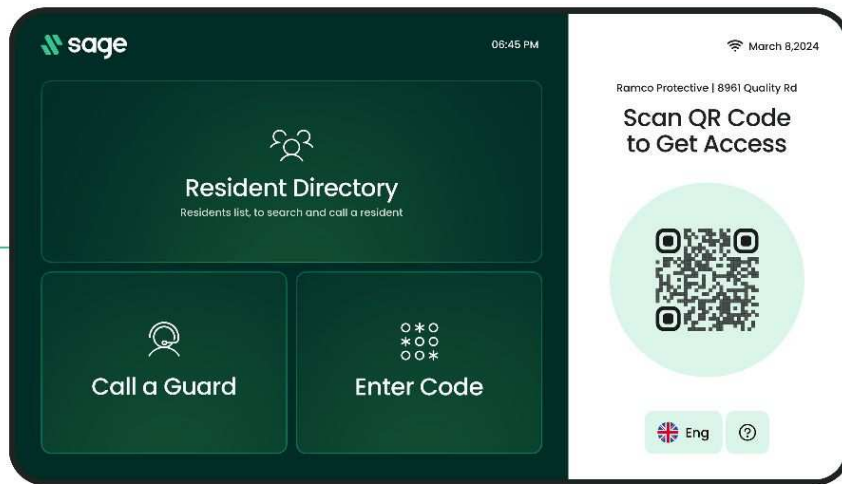 sage
06:45 PM
Resident Directory
Residents list, to search and call a resident
Call a Guard
Enter Code
March 8,2024
Ramco Protective | 8961 Quality Rd
Scan QR Code
to Get Access
Eng
?